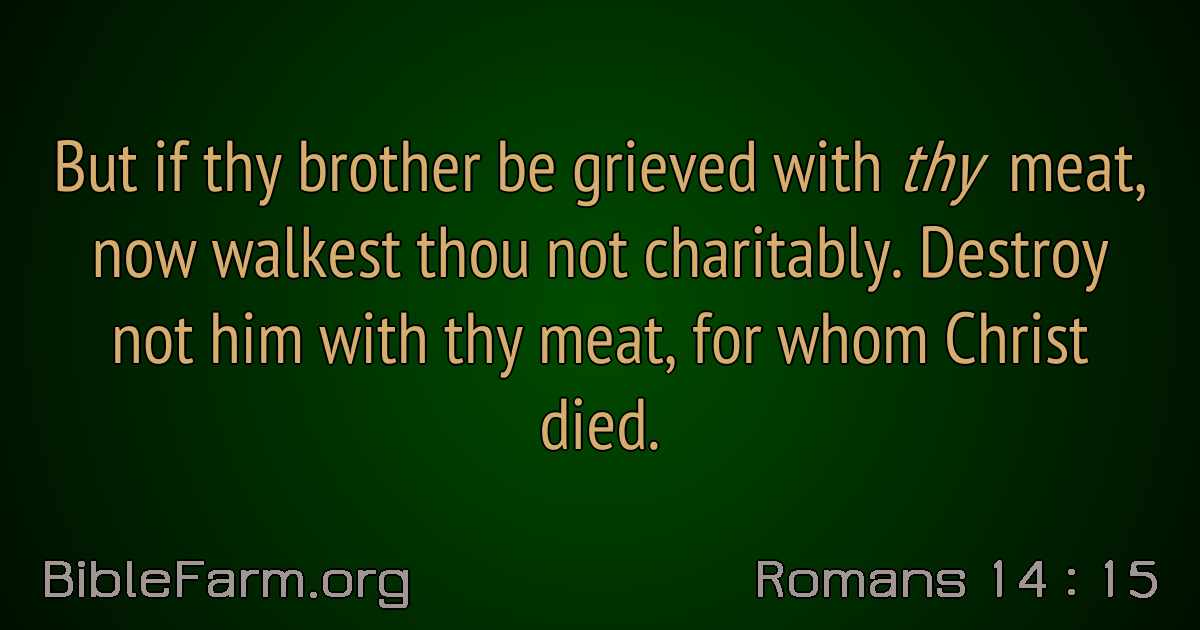 But if thy brother be grieved with thy meat,
now walkest thou not charitably. Destroy
not him with thy meat, for whom Christ
died.
BibleFarm.org
Romans 14 : 15